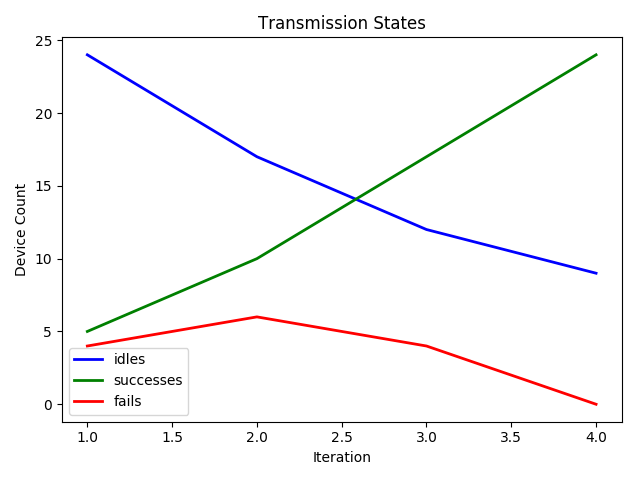 Transmission States
25
20
15
10
5
0
Device Count
idles
successes
fails
1.0 1.5 2.0 2.5 3.0 3.5 4.0
Iteration